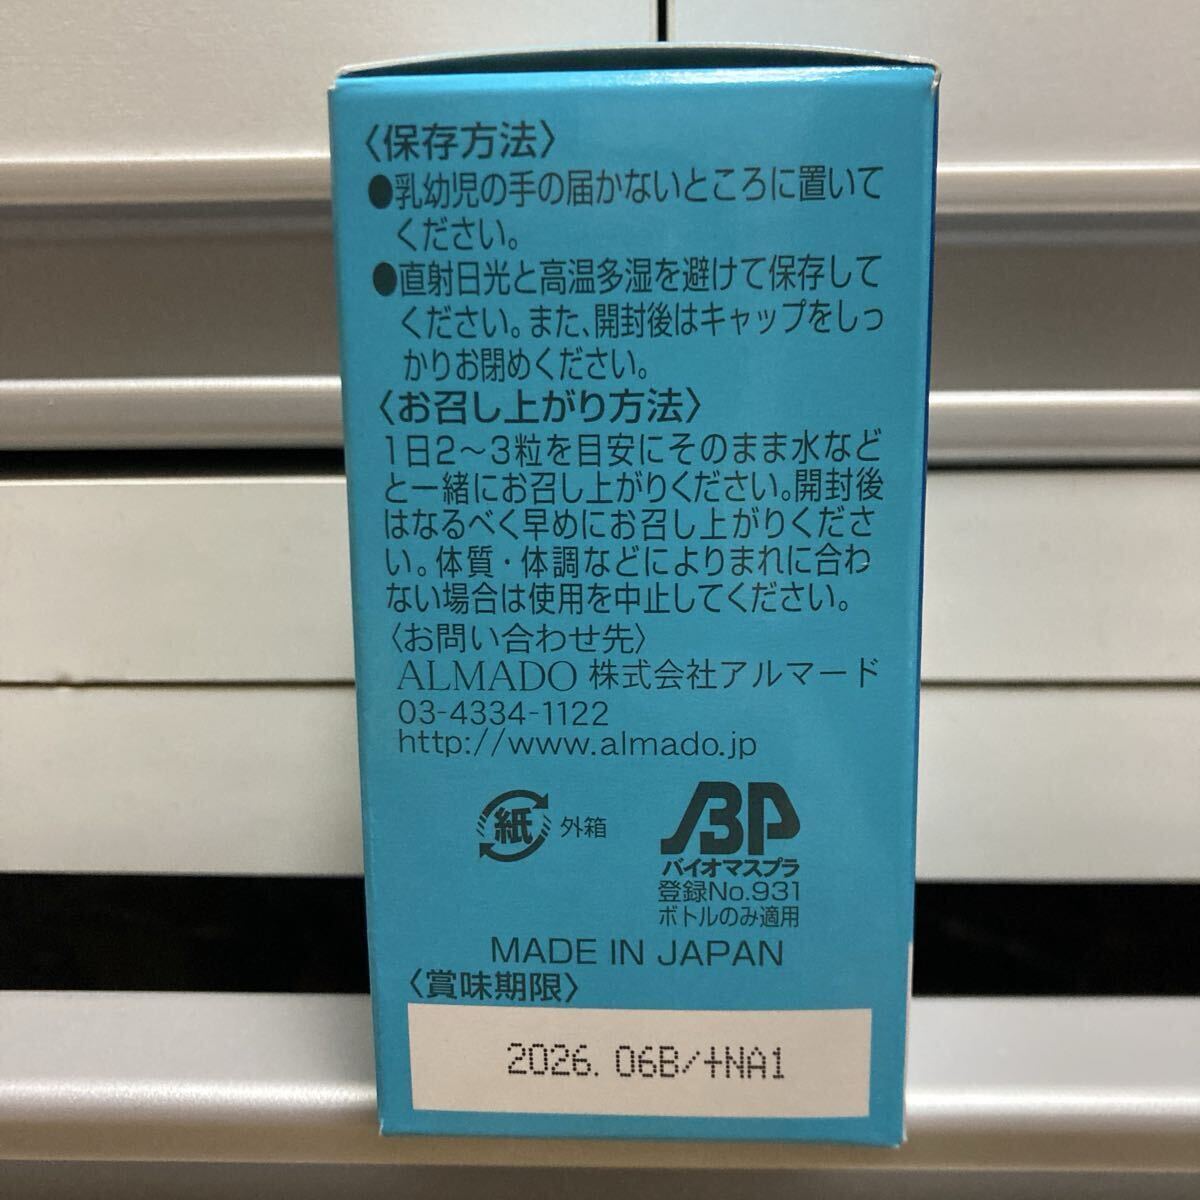 〈保存方法〉
●乳幼児の手の届かないところに置いて
ください。
●直射日光と高温多湿を避けて保存して
ください。また、開封後はキャップをしっ
かりお閉めください。
〈お召し上がり方法〉
1日2～3粒を目安にそのまま水など
と一緒にお召し上がりください。開封後
はなるべく早めにお召し上がりくださ
い。体質・体調などによりまれに合わ
ない場合は使用を中止してください。
〈お問い合わせ先〉
ALMADO 株式会社アルマード
03-4334-1122
http://www.almado.jp
紙 外箱
BP
バイオマスプラ
登録No.931
ボトルのみ適用
MADE IN JAPAN
〈賞味期限〉
2026. 06B/+NA1